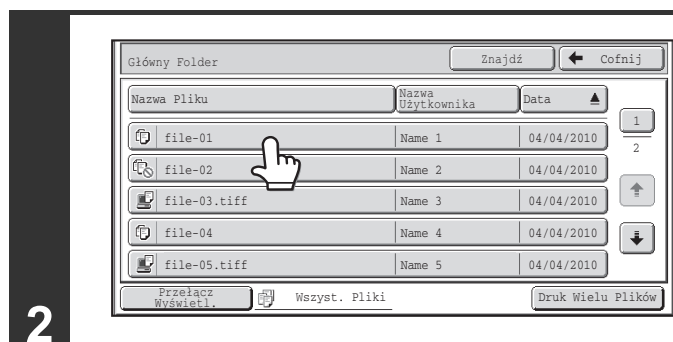 Główny Folder Znajdź Cofnij
Nazwa Pliku Nazwa Użytkownika Data
1
2
file-01 Name 1 04/04/2010
file-02 Name 2 04/04/2010
file-03.tiff Name 3 04/04/2010
file-04 Name 4 04/04/2010
file-05.tiff Name 5 04/04/2010
Przełącz Wyświetl. Wszyst. Pliki Druk Wielu Plików
2